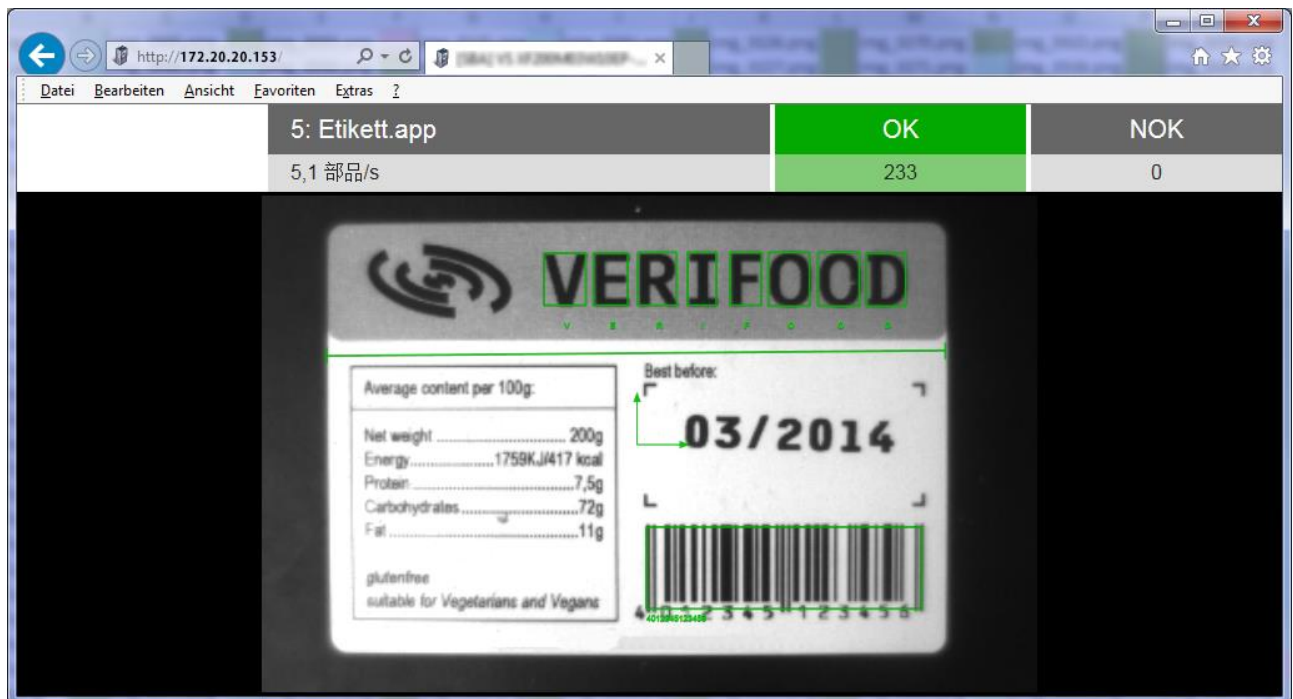 http://172.20.20.153/
Datei Bearbeiten Ansicht Favoriten Extras ?
5: Etikett.app OK NOK
5,1 部品/s 233 0
VERIFOOD
V E R I F O O D
Average content per 100g:
Net weight ............................ 200g
Energy..................1759KJ/417 kcal
Protein ...................................7,5g
Carbohydrates.........................72g
Fat.........................................11g
glutenfree
suitable for Vegetarians and Vegans
Best before:
03/2014
4 012345 123456
4012345123456